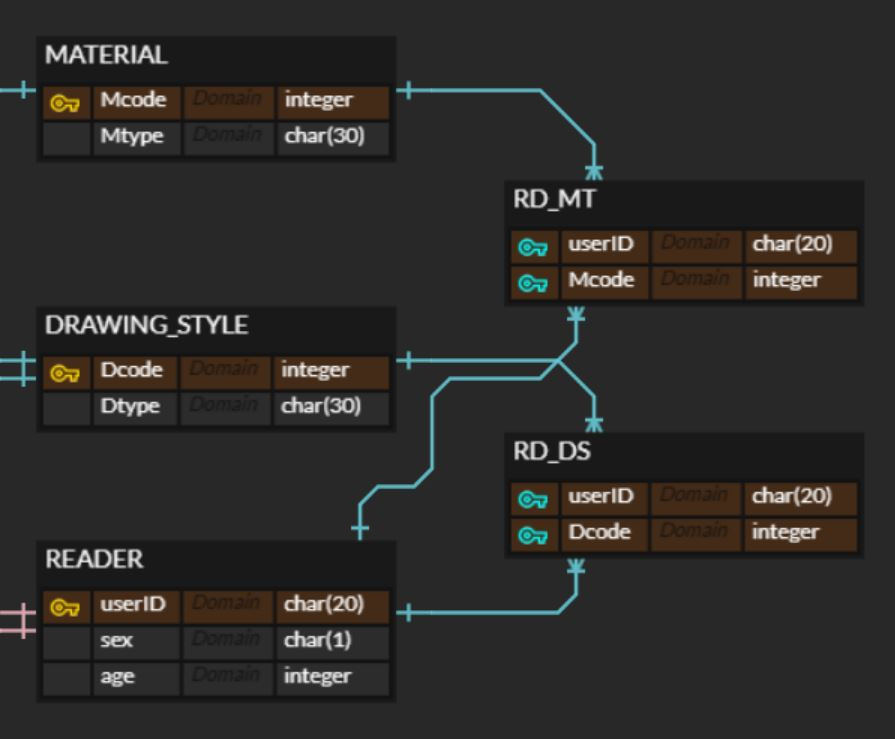 MATERIAL
Mcode Domain integer
Mtype Domain char(30)
RD_MT
userID Domain char(20)
Mcode Domain integer
DRAWING_STYLE
Dcode Domain integer
Dtype Domain char(30)
RD_DS
userID Domain char(20)
Dcode Domain integer
READER
userID Domain char(20)
sex Domain char(1)
age Domain integer